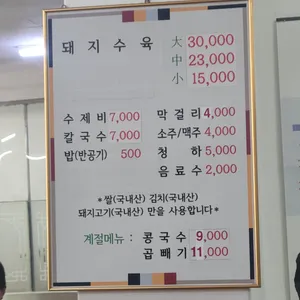 돼지수육 大 30,000
中 23,000
小 15,000
수제비 7,000 막걸리 4,000
칼국수 7,000 소주/맥주 4,000
밥(반공기) 500 청하 5,000
음료수 2,000
*쌀(국내산) 김치(국내산)
돼지고기(국내산) 만을 사용합니다*
계절메뉴 : 콩국수 9,000
곱빼기 11,000